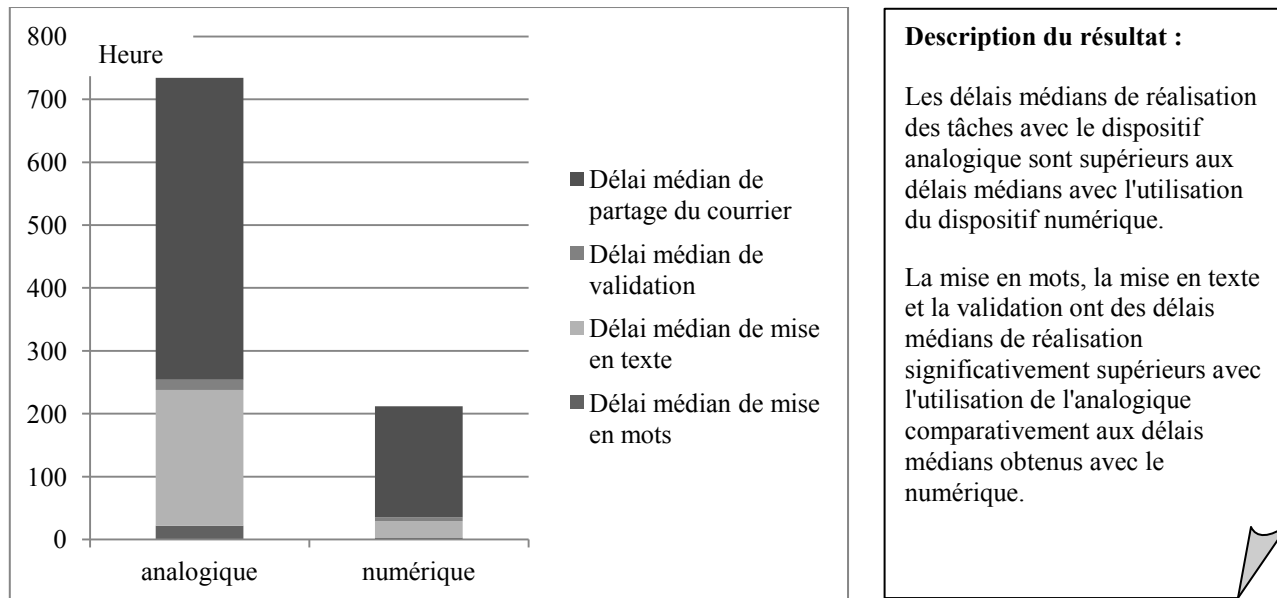 800
Heure
700
600
500
400
300
200
100
0
analogique
numérique
Délai médian de
partage du courrier
Délai médian de
validation
Délai médian de mise
en texte
Délai médian de mise
en mots
Description du résultat :
Les délais médians de réalisation
des tâches avec le dispositif
analogique sont supérieurs aux
délais médians avec l'utilisation
du dispositif numérique.
La mise en mots, la mise en texte
et la validation ont des délais
médians de réalisation
significativement supérieurs avec
l'utilisation de l'analogique
comparativement aux délais
médians obtenus avec le
numérique.